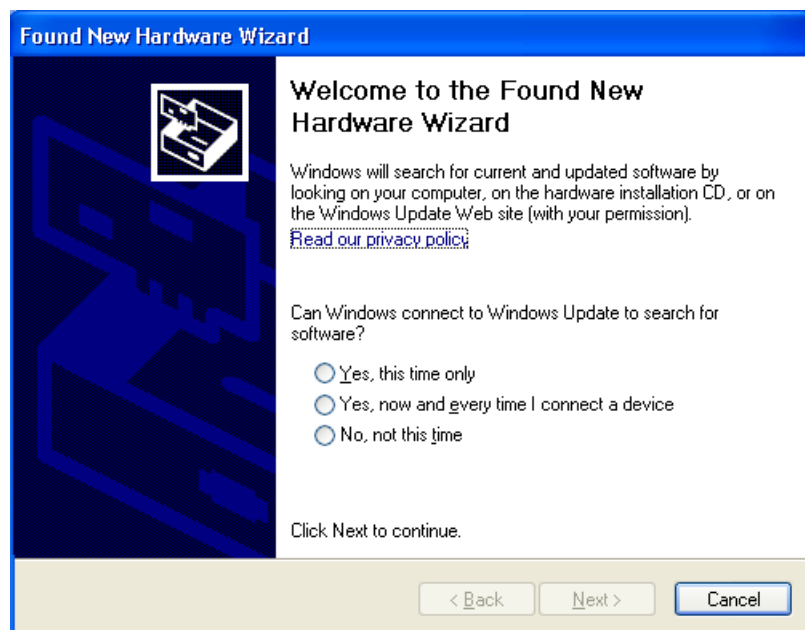 Found New Hardware Wizard
Welcome to the Found New
Hardware Wizard
Windows will search for current and updated software by
looking on your computer, on the hardware installation CD, or on
the Windows Update Web site (with your permission).
Read our privacy policy
Can Windows connect to Windows Update to search for
software?
Yes, this time only
Yes, now and every time I connect a device
No, not this time
Click Next to continue.
< Back Next > Cancel